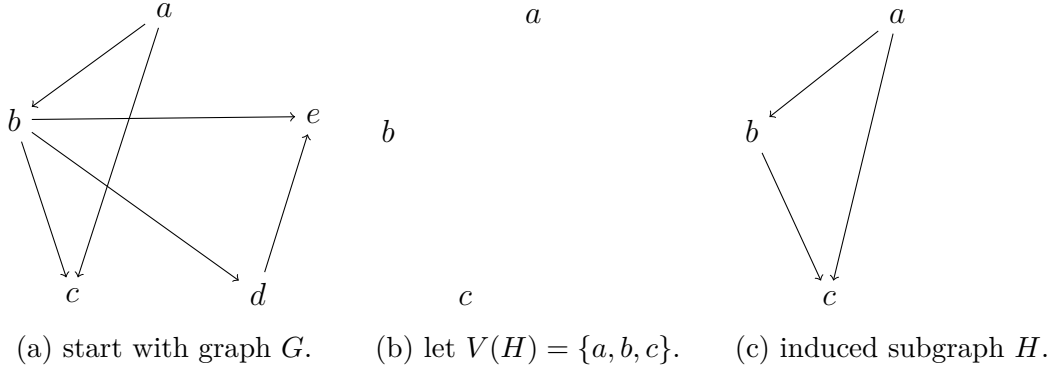 a
b
e
c
d
(a) start with graph G.
a
b
c
(b) let V(H) = {a, b, c}.
a
b
c
(c) induced subgraph H.